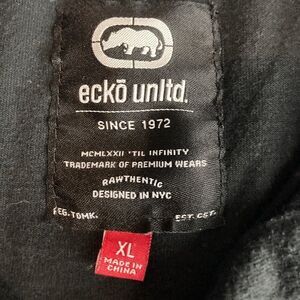 eckō unltd.
SINCE 1972
MCMLXXII 'TIL INFINITY
TRADEMARK OF PREMIUM WEARS
RAWTHENTIC
DESIGNED IN NYC
REG. TDMK. EST. CST.
XL
MADE IN
CHINA